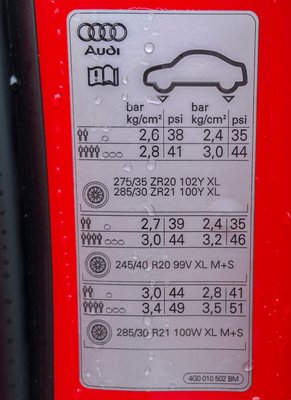 Audi
bar psi bar psi
kg/cm² kg/cm²
2,6 38 2,4 35
2,8 41 3,0 44
275/35 ZR20 102Y XL
285/30 ZR21 100Y XL
2,7 39 2,4 35
3,0 44 3,2 46
245/40 R20 99V XL M+S
3,0 44 2,8 41
3,4 49 3,5 51
285/30 R21 100W XL M+S
4G0 010 502 BM